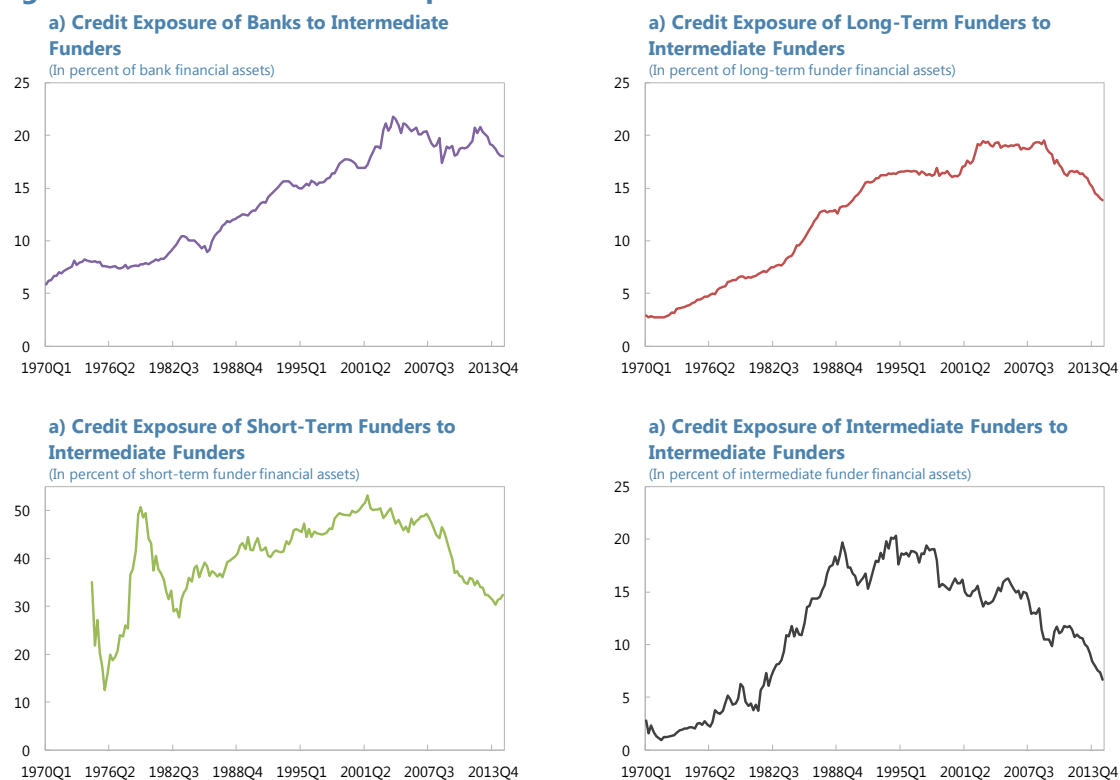 a) Credit Exposure of Banks to Intermediate
Funders
(In percent of bank financial assets)
25
20
15
10
5
0
1970Q1 1976Q2 1982Q3 1988Q4 1995Q1 2001Q2 2007Q3 2013Q4
a) Credit Exposure of Long-Term Funders to
Intermediate Funders
(In percent of long-term funder financial assets)
25
20
15
10
5
0
1970Q1 1976Q2 1982Q3 1988Q4 1995Q1 2001Q2 2007Q3 2013Q4
a) Credit Exposure of Short-Term Funders to
Intermediate Funders
(In percent of short-term funder financial assets)
50
40
30
20
10
0
1970Q1 1976Q2 1982Q3 1988Q4 1995Q1 2001Q2 2007Q3 2013Q4
a) Credit Exposure of Intermediate Funders to
Intermediate Funders
(In percent of intermediate funder financial assets)
25
20
15
10
5
0
1970Q1 1976Q2 1982Q3 1988Q4 1995Q1 2001Q2 2007Q3 2013Q4